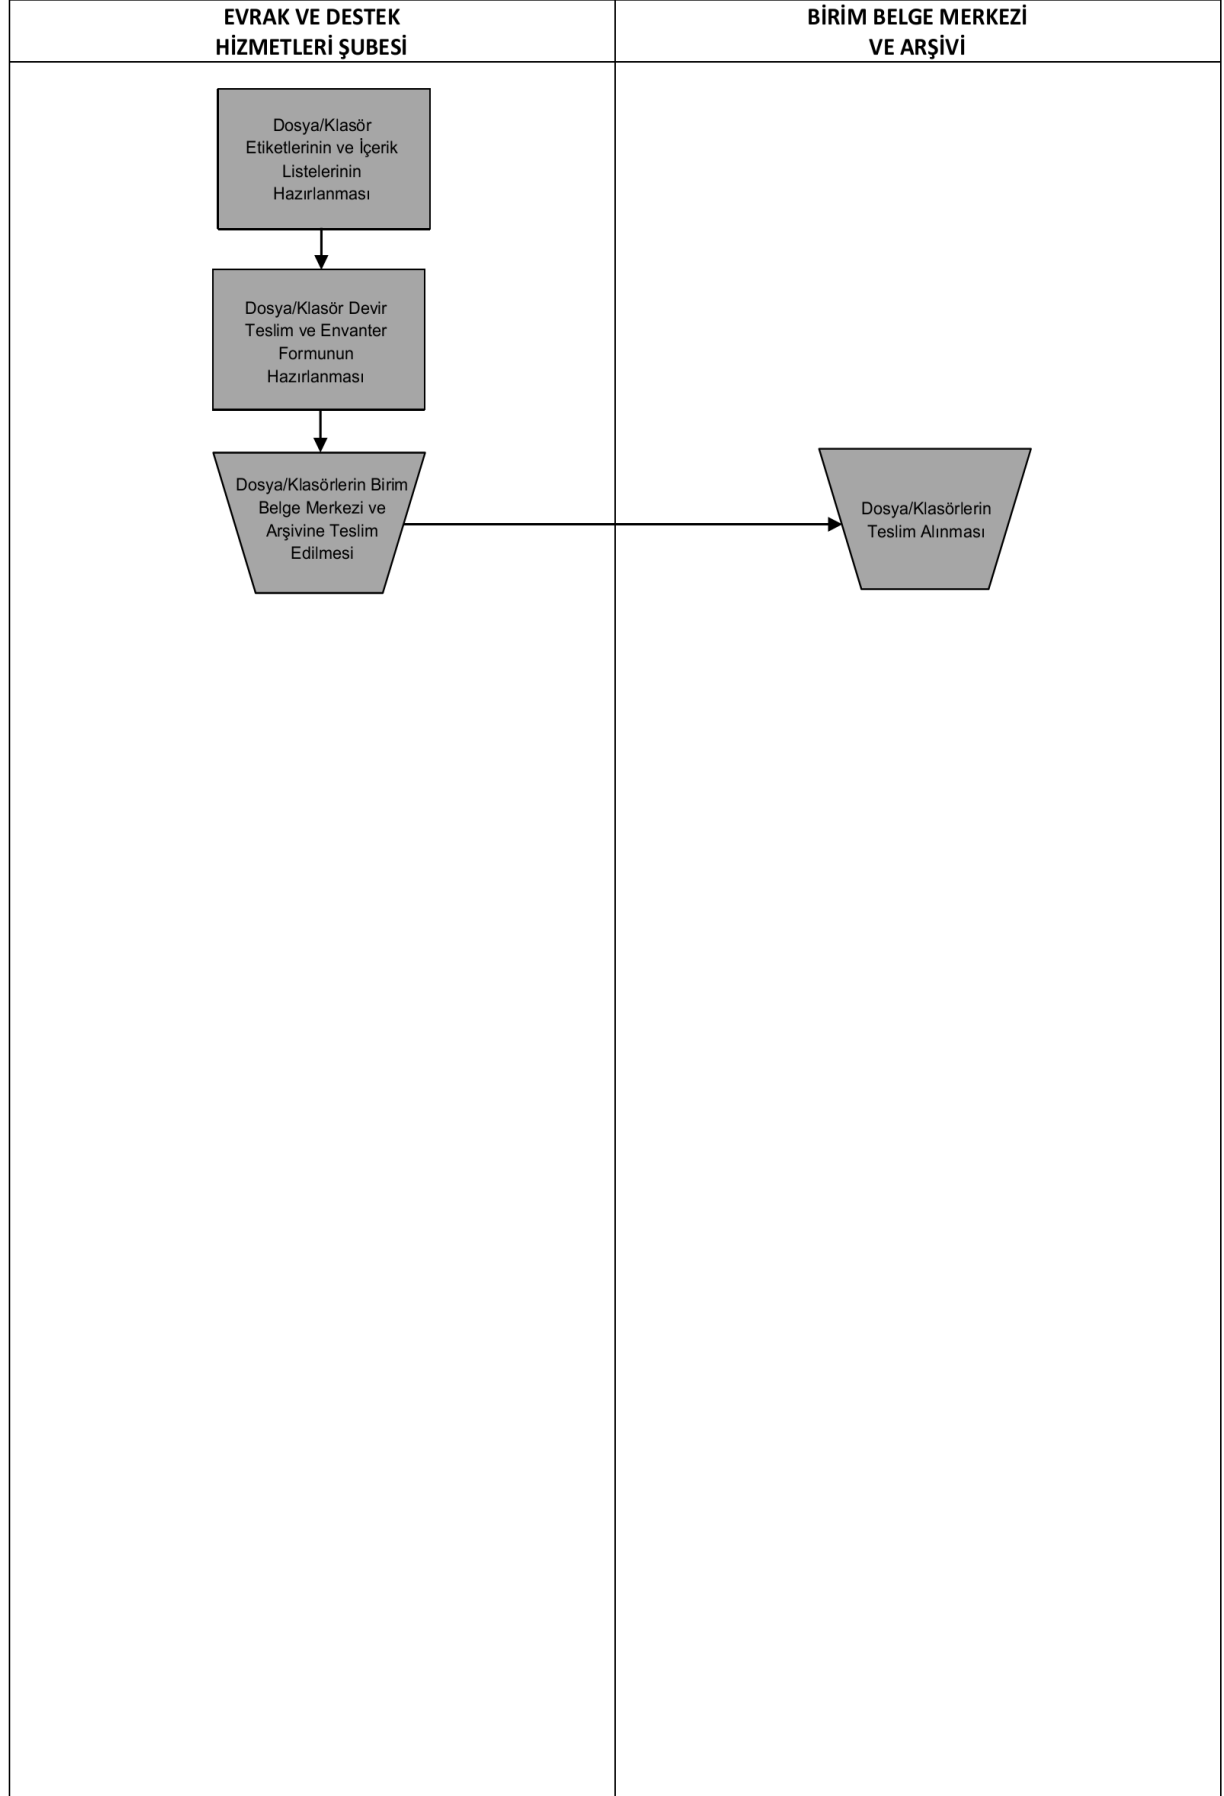 EVRAK VE DESTEK
HİZMETLERİ ŞUBESİ
BİRİM BELGE MERKEZİ
VE ARŞİVİ
Dosya/Klasör
Etiketlerinin ve İçerik
Listelerinin
Hazırlanması
Dosya/Klasör Devir
Teslim ve Envanter
Formunun
Hazırlanması
Dosya/Klasörlerin Birim
Belge Merkezi ve
Arşivine Teslim
Edilmesi
Dosya/Klasörlerin
Teslim Alınması